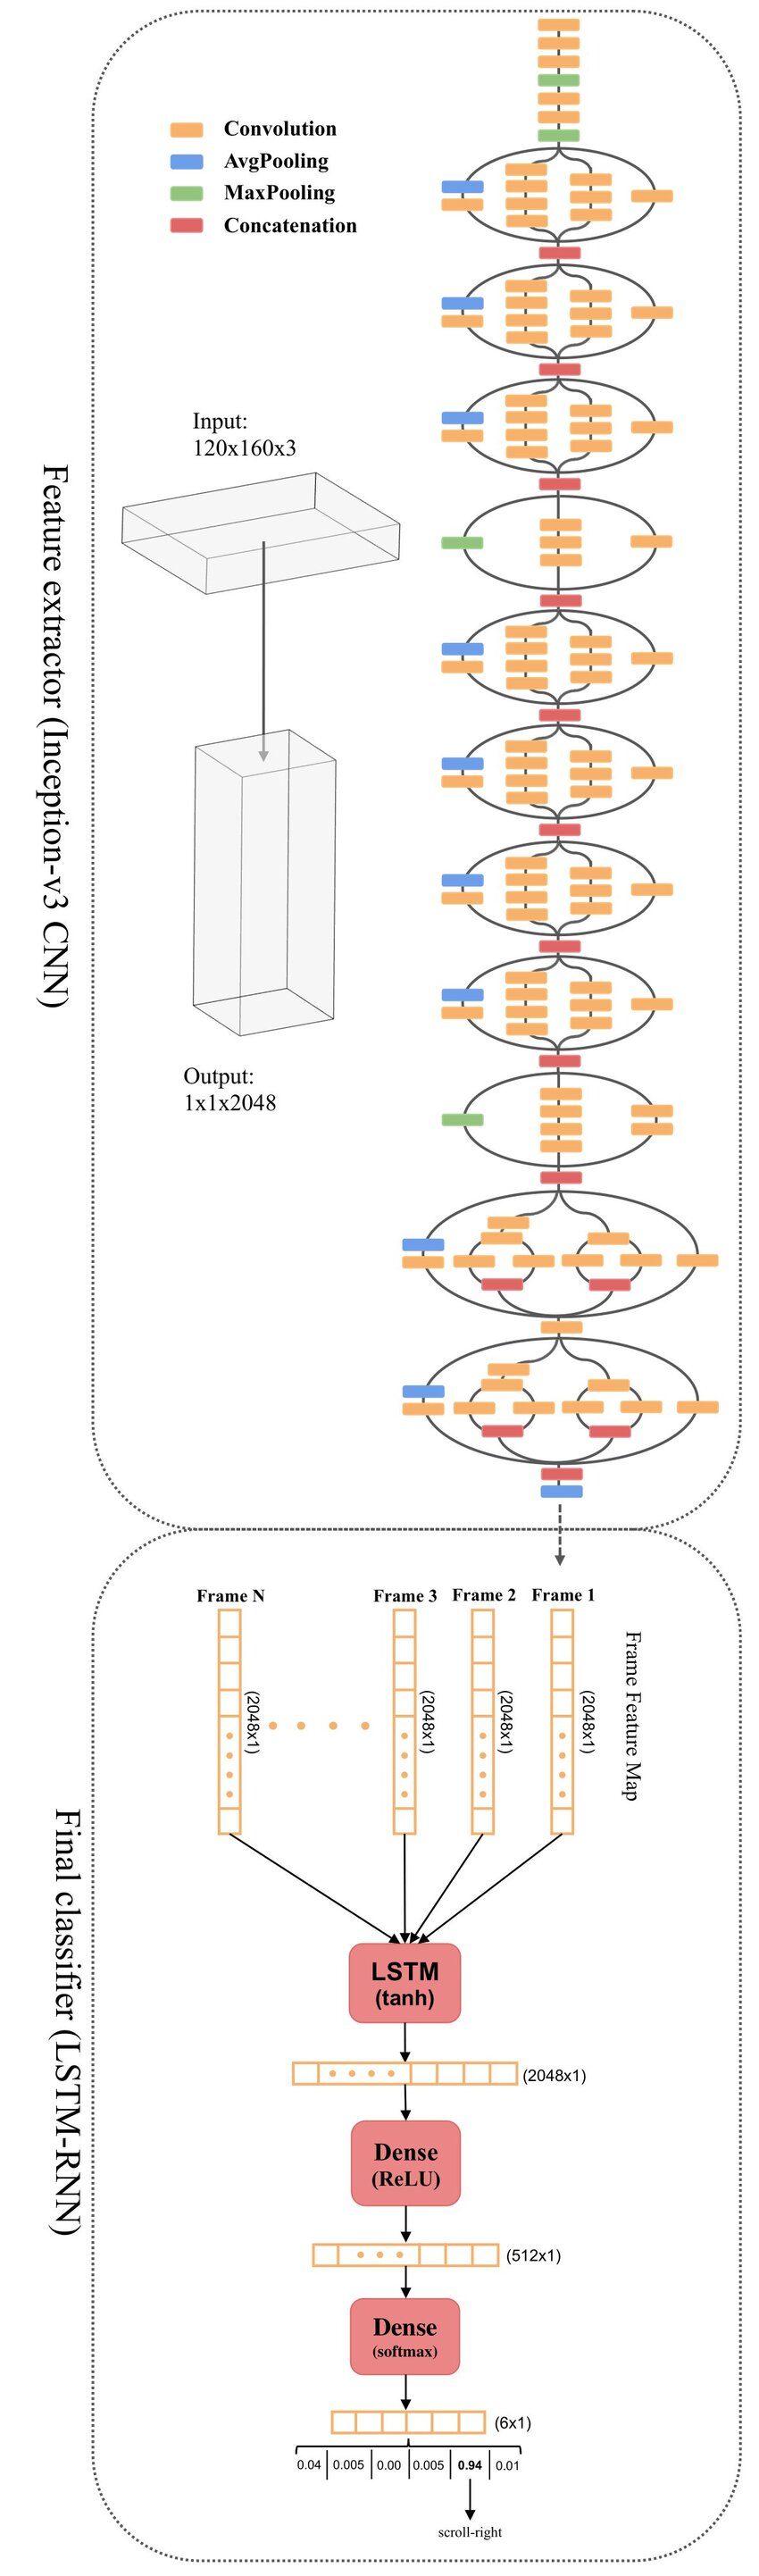 Convolution
AvgPooling
MaxPooling
Concatenation
Input:
120x160x3
Output:
1x1x2048
Feature extractor (Inception-v3 CNN)
Frame Feature Map
Frame 1
(2048x1)
Frame 2
(2048x1)
Frame 3
(2048x1)
Frame N
(2048x1)
LSTM
(tanh)
(2048x1)
Dense
(ReLU)
(512x1)
Dense
(softmax)
(6x1)
0.04 0.005 0.00 0.005 0.94 0.01
scroll-right
Final classifier (LSTM-RNN)